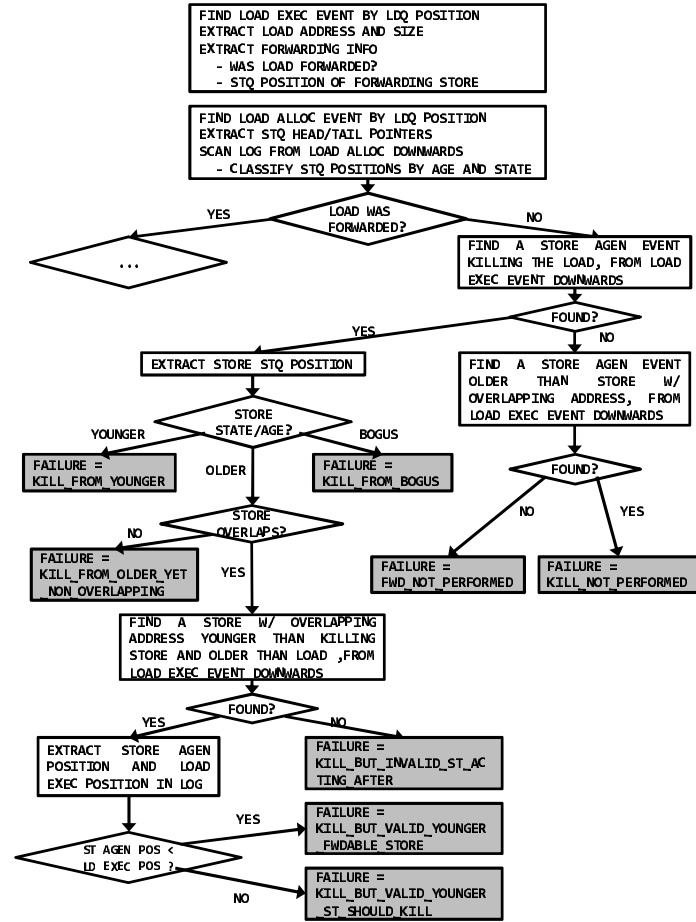 FIND LOAD EXEC EVENT BY LDQ POSITION
EXTRACT LOAD ADDRESS AND SIZE
EXTRACT FORWARDING INFO
- WAS LOAD FORWARDED?
- STQ POSITION OF FORWARDING STORE
FIND LOAD ALLOC EVENT BY LDQ POSITION
EXTRACT STQ HEAD/TAIL POINTERS
SCAN LOG FROM LOAD ALLOC DOWNWARDS
- CLASSIFY STQ POSITIONS BY AGE AND STATE
LOAD WAS
FORWARDED?
YES
NO
...
FIND A STORE AGEN EVENT
KILLING THE LOAD, FROM LOAD
EXEC EVENT DOWNWARDS
FOUND?
YES
NO
EXTRACT STORE STQ POSITION
FIND A STORE AGEN EVENT
OLDER THAN STORE W/
OVERLAPPING ADDRESS, FROM
LOAD EXEC EVENT DOWNWARDS
STORE
STATE/AGE?
YOUNGER
BOGUS
OLDER
FAILURE =
KILL_FROM_YOUNGER
FAILURE =
KILL_FROM_BOGUS
FOUND?
NO
YES
STORE
OVERLAPS?
NO
YES
FAILURE =
KILL_FROM_OLDER_YET
_NON_OVERLAPPING
FAILURE =
FWD_NOT_PERFORMED
FAILURE =
KILL_NOT_PERFORMED
FIND A STORE W/ OVERLAPPING
ADDRESS YOUNGER THAN KILLING
STORE AND OLDER THAN LOAD ,FROM
LOAD EXEC EVENT DOWNWARDS
FOUND?
YES
NO
EXTRACT STORE AGEN
POSITION AND LOAD
EXEC POSITION IN LOG
FAILURE =
KILL_BUT_INVALID_ST_AC
TING_AFTER
ST AGEN POS <
LD EXEC POS ?
YES
NO
FAILURE =
KILL_BUT_VALID_YOUNGER
_FWDABLE_STORE
FAILURE =
KILL_BUT_VALID_YOUNGER
_ST_SHOULD_KILL